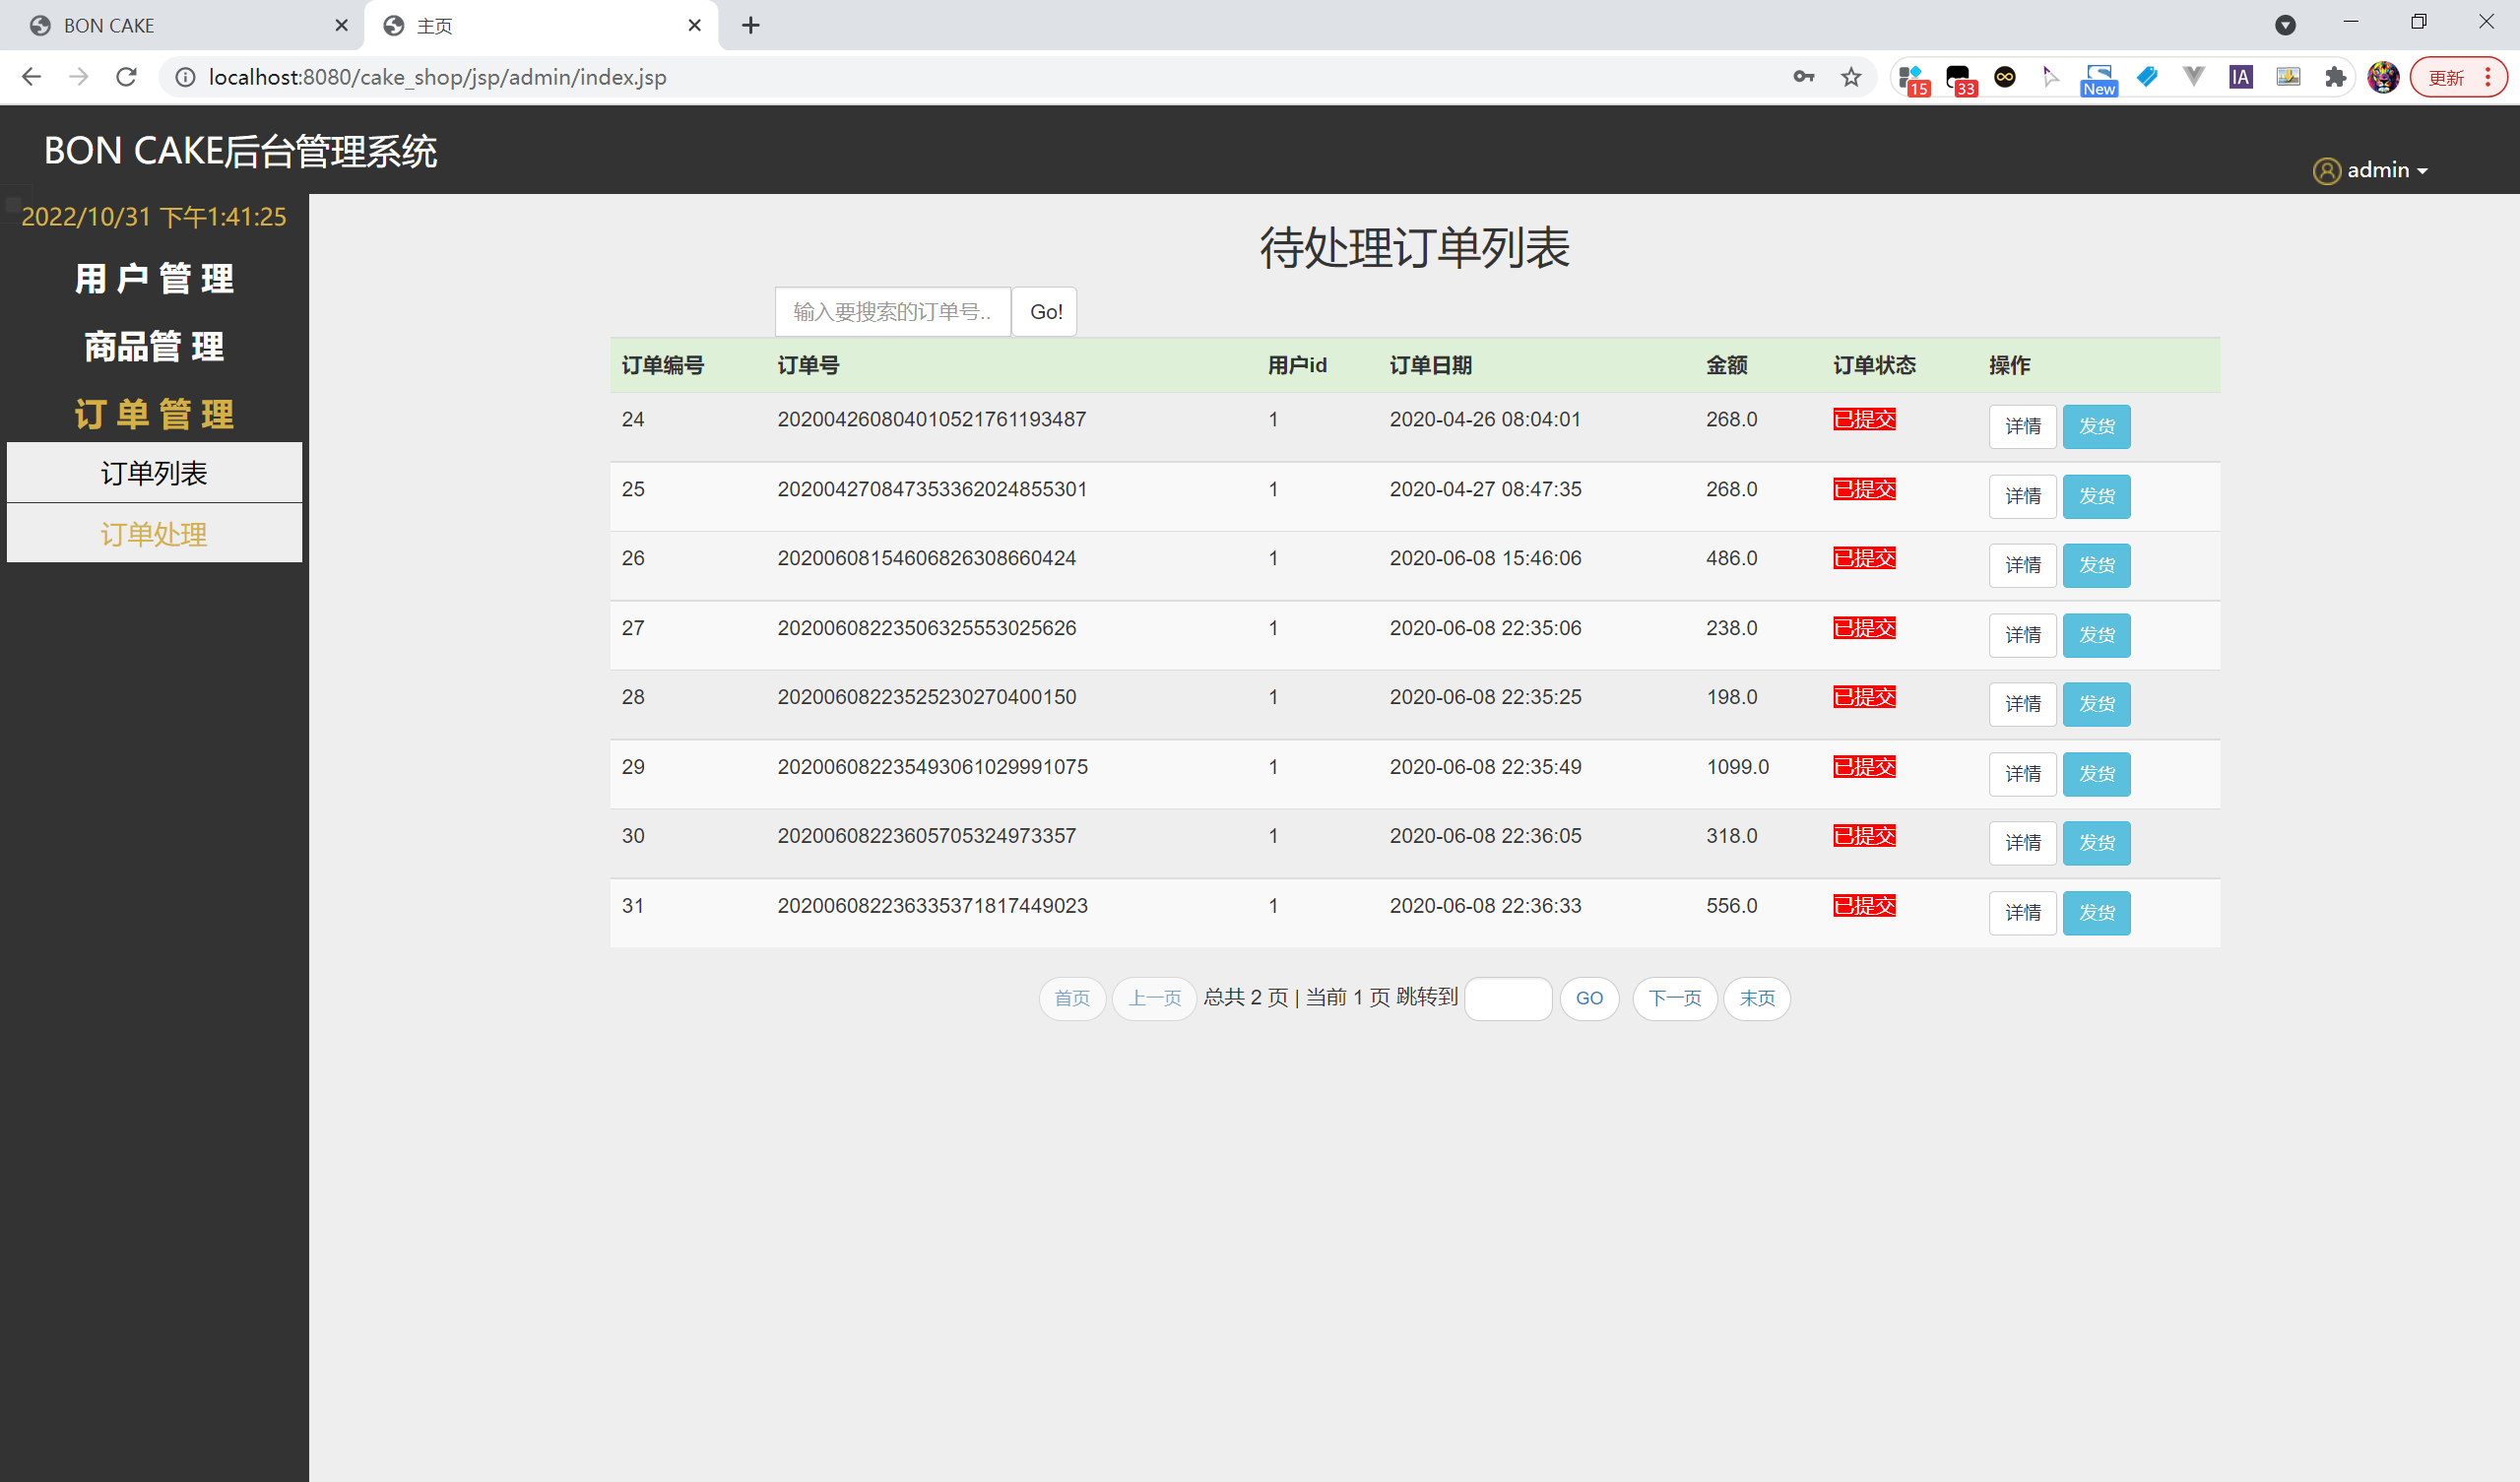 BON CAKE
主页
localhost:8080/cake_shop/jsp/admin/index.jsp
15
33
New
IA
更新
BON CAKE后台管理系统
admin
2022/10/31 下午1:41:25
用 户 管 理
商品管 理
订 单 管 理
订单列表
订单处理
待处理订单列表
输入要搜索的订单号.. Go!
订单编号 订单号 用户id 订单日期 金额 订单状态 操作
24 202004260804010521761193487 1 2020-04-26 08:04:01 268.0 已提交 详情 发货
25 202004270847353362024855301 1 2020-04-27 08:47:35 268.0 已提交 详情 发货
26 20200608154606826308660424 1 2020-06-08 15:46:06 486.0 已提交 详情 发货
27 20200608223506325553025626 1 2020-06-08 22:35:06 238.0 已提交 详情 发货
28 20200608223525230270400150 1 2020-06-08 22:35:25 198.0 已提交 详情 发货
29 202006082235493061029991075 1 2020-06-08 22:35:49 1099.0 已提交 详情 发货
30 20200608223605705324973357 1 2020-06-08 22:36:05 318.0 已提交 详情 发货
31 202006082236335371817449023 1 2020-06-08 22:36:33 556.0 已提交 详情 发货
首页 上一页 总共 2 页 | 当前 1 页 跳转到 GO 下一页 末页